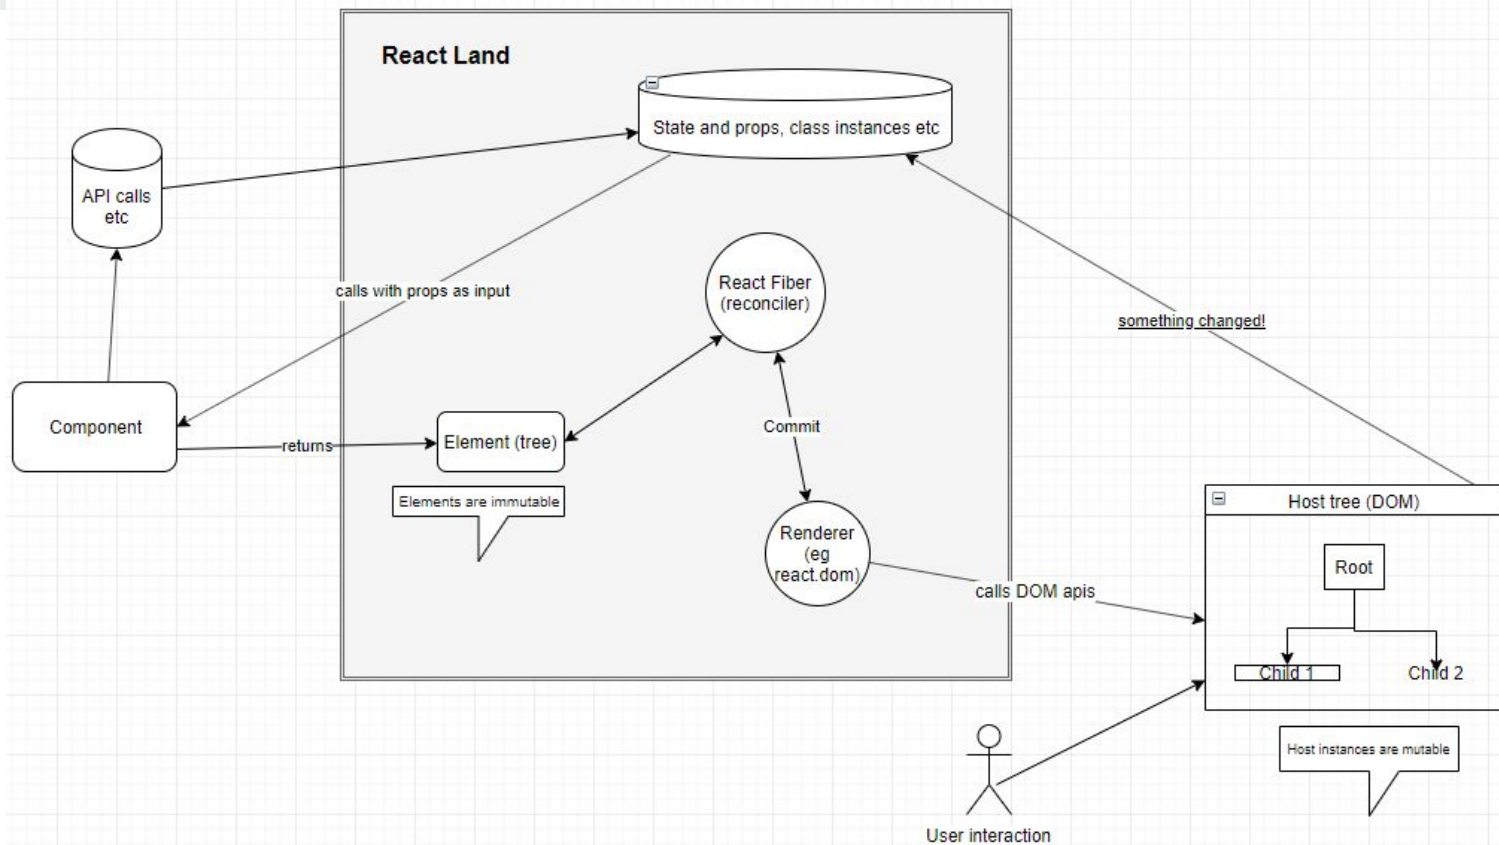 React Land
State and props, class instances etc
API calls
etc
React Fiber
(reconciler)
calls with props as input
something changed!
Component
returns
Element (tree)
Commit
Elements are immutable
Host tree (DOM)
Renderer
(eg
react.dom)
calls DOM apis
Root
Child 1
Child 2
Host instances are mutable
User interaction